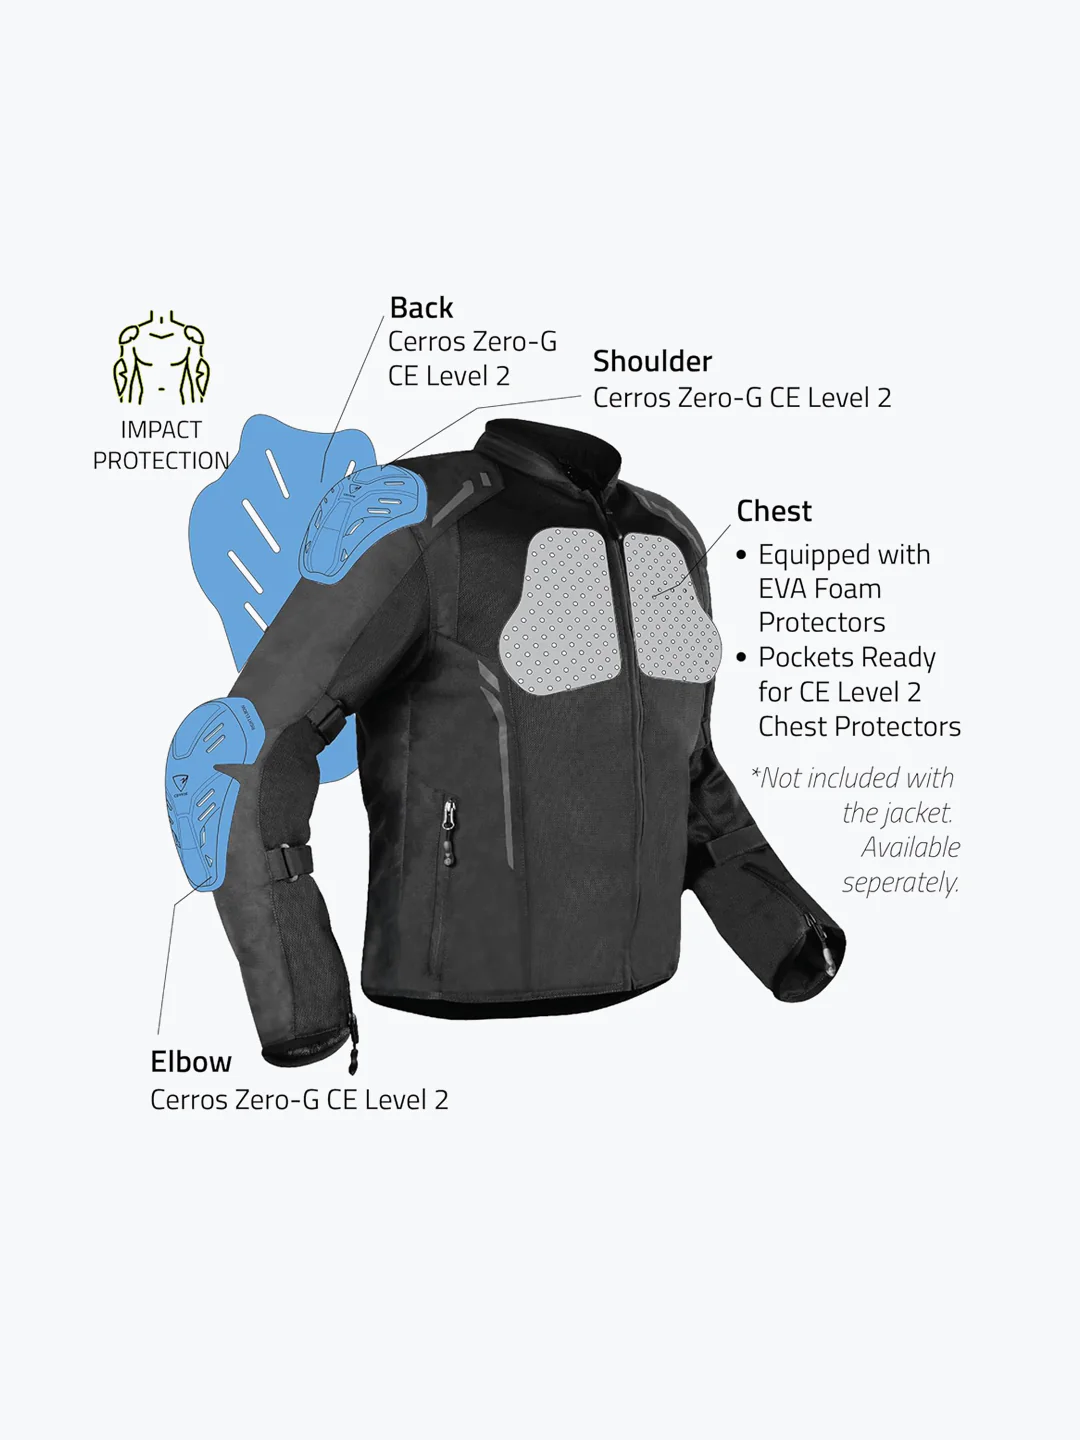 Back
Cerros Zero-G
CE Level 2
Shoulder
Cerros Zero-G CE Level 2
IMPACT
PROTECTION
Chest
• Equipped with
EVA Foam
Protectors
• Pockets Ready
for CE Level 2
Chest Protectors
*Not included with
the jacket.
Available
seperately.
Elbow
Cerros Zero-G CE Level 2